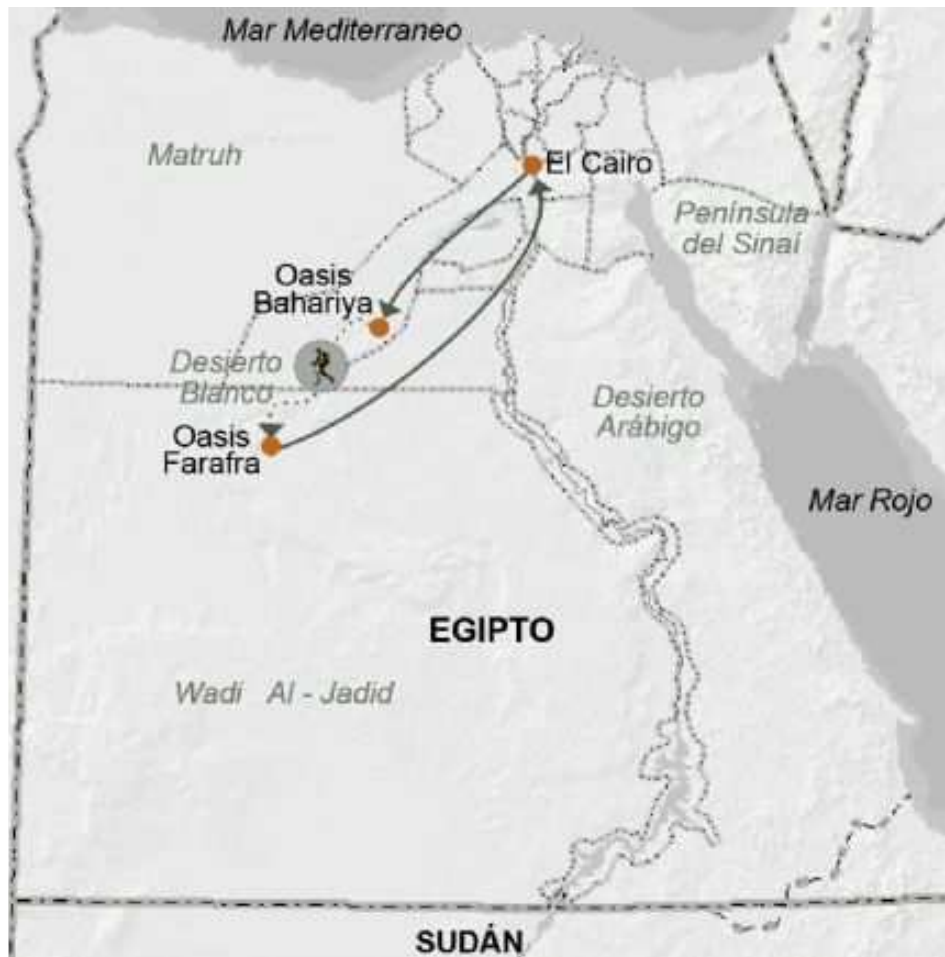 Mar Mediterraneo
Matruh
El Cairo
Península
del Sinaí
Oasis
Bahariya
Desierto
Blanco
Desierto
Arábigo
Oasis
Farafra
Mar Rojo
EGIPTO
Wadi Al - Jadid
SUDÁN